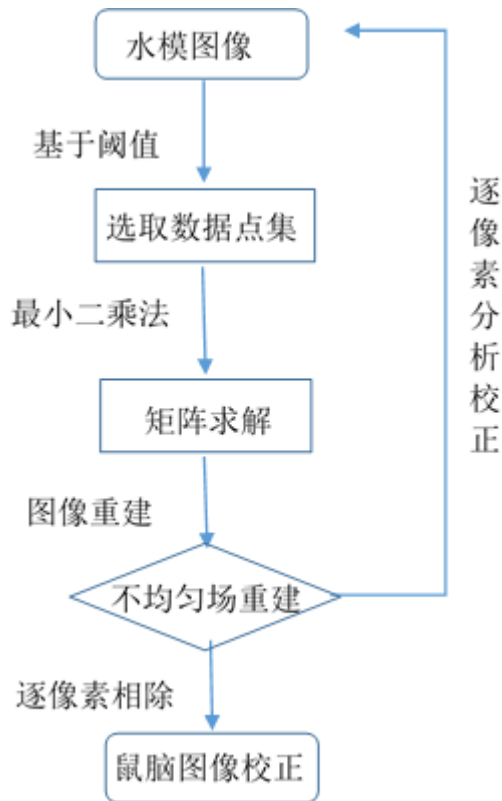 水模图像
基于阈值
选取数据点集
最小二乘法
矩阵求解
图像重建
不均匀场重建
逐像素相除
鼠脑图像校正
逐像素分析校正